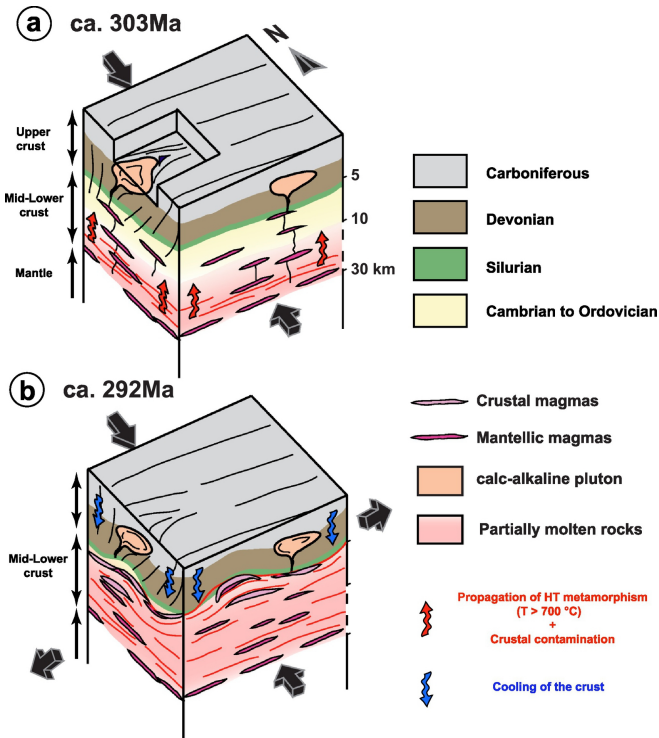 a ca. 303Ma
N
Upper
crust
Mid-Lower
crust
Mantle
5
10
30 km
Carboniferous
Devonian
Silurian
Cambrian to Ordovician
b ca. 292Ma
Mid-Lower
crust
Crustal magmas
Mantellic magmas
calc-alkaline pluton
Partially molten rocks
Propagation of HT metamorphism
(T > 700 °C)
+
Crustal contamination
Cooling of the crust